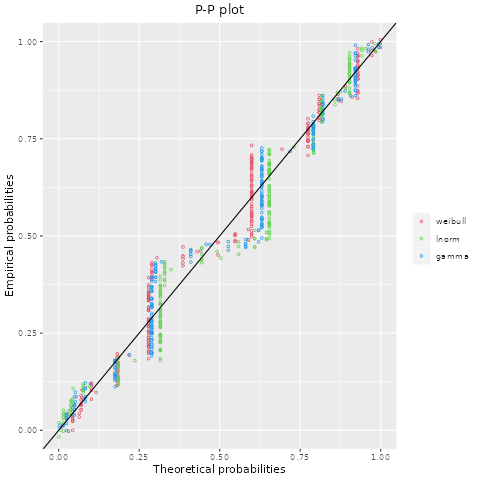 P-P plot
1.00
0.75
0.50
0.25
0.00
Empirical probabilities
0.00 0.25 0.50 0.75 1.00
Theoretical probabilities
weibull
lnorm
gamma